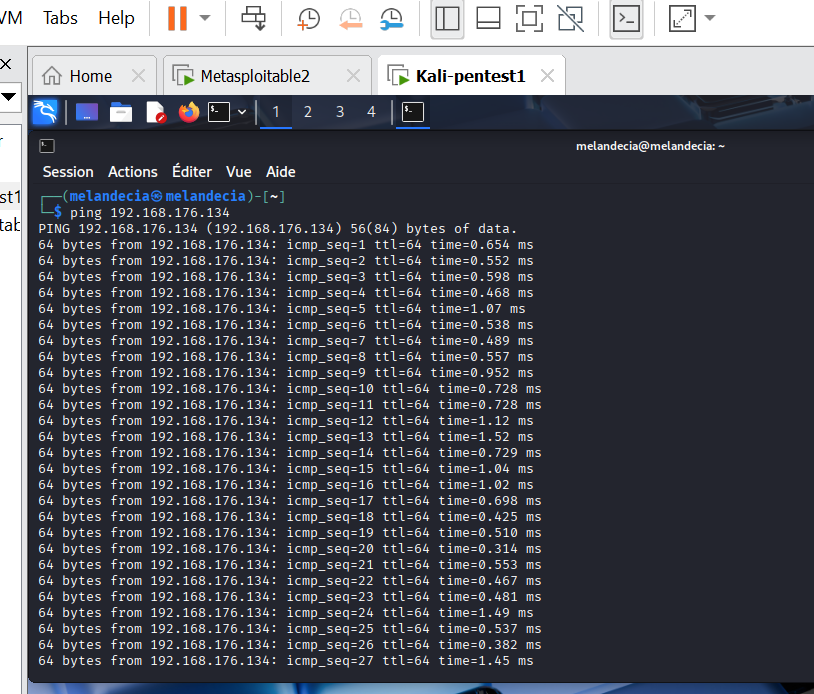 VM Tabs Help
Home Metasploitable2 Kali-pentest1
1 2 3 4
melandecia@melandecia: ~
Session Actions Éditer Vue Aide
st1
tab
┌──(melandecia㉿melandecia)-[~]
└─$ ping 192.168.176.134
PING 192.168.176.134 (192.168.176.134) 56(84) bytes of data.
64 bytes from 192.168.176.134: icmp_seq=1 ttl=64 time=0.654 ms
64 bytes from 192.168.176.134: icmp_seq=2 ttl=64 time=0.552 ms
64 bytes from 192.168.176.134: icmp_seq=3 ttl=64 time=0.598 ms
64 bytes from 192.168.176.134: icmp_seq=4 ttl=64 time=0.468 ms
64 bytes from 192.168.176.134: icmp_seq=5 ttl=64 time=1.07 ms
64 bytes from 192.168.176.134: icmp_seq=6 ttl=64 time=0.538 ms
64 bytes from 192.168.176.134: icmp_seq=7 ttl=64 time=0.489 ms
64 bytes from 192.168.176.134: icmp_seq=8 ttl=64 time=0.557 ms
64 bytes from 192.168.176.134: icmp_seq=9 ttl=64 time=0.952 ms
64 bytes from 192.168.176.134: icmp_seq=10 ttl=64 time=0.728 ms
64 bytes from 192.168.176.134: icmp_seq=11 ttl=64 time=0.728 ms
64 bytes from 192.168.176.134: icmp_seq=12 ttl=64 time=1.12 ms
64 bytes from 192.168.176.134: icmp_seq=13 ttl=64 time=1.52 ms
64 bytes from 192.168.176.134: icmp_seq=14 ttl=64 time=0.729 ms
64 bytes from 192.168.176.134: icmp_seq=15 ttl=64 time=1.04 ms
64 bytes from 192.168.176.134: icmp_seq=16 ttl=64 time=1.02 ms
64 bytes from 192.168.176.134: icmp_seq=17 ttl=64 time=0.698 ms
64 bytes from 192.168.176.134: icmp_seq=18 ttl=64 time=0.425 ms
64 bytes from 192.168.176.134: icmp_seq=19 ttl=64 time=0.510 ms
64 bytes from 192.168.176.134: icmp_seq=20 ttl=64 time=0.314 ms
64 bytes from 192.168.176.134: icmp_seq=21 ttl=64 time=0.553 ms
64 bytes from 192.168.176.134: icmp_seq=22 ttl=64 time=0.467 ms
64 bytes from 192.168.176.134: icmp_seq=23 ttl=64 time=0.481 ms
64 bytes from 192.168.176.134: icmp_seq=24 ttl=64 time=1.49 ms
64 bytes from 192.168.176.134: icmp_seq=25 ttl=64 time=0.537 ms
64 bytes from 192.168.176.134: icmp_seq=26 ttl=64 time=0.382 ms
64 bytes from 192.168.176.134: icmp_seq=27 ttl=64 time=1.45 ms